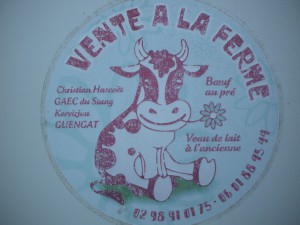 VENTE A LA FERME
Christian Hascoët
GAEC du Stang
Kervizou
GUENGAT
Bœuf
au pré
Veau de lait
à l'ancienne
02 98 91 01 75 - 06 01 86 95 44